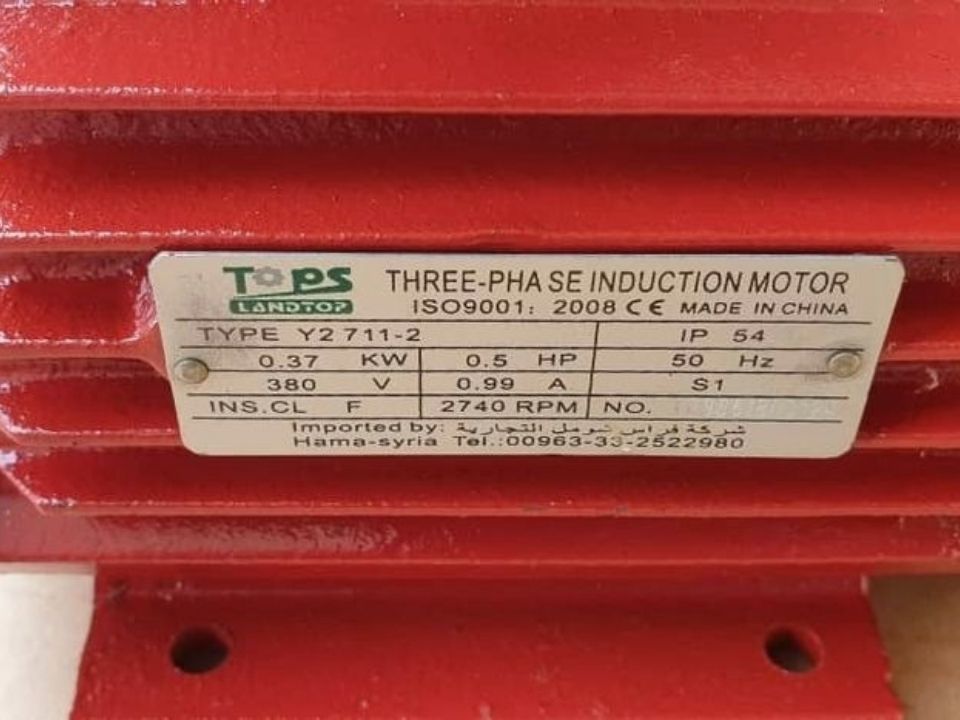 TOPS THREE-PHASE INDUCTION MOTOR
LANDTOP ISO9001: 2008 CE MADE IN CHINA
TYPE Y2 711-2 IP 54
0.37 KW 0.5 HP 50 Hz
380 V 0.99 A S1
INS.CL F 2740 RPM NO.
Imported by: شركة فراس شومل التجارية
Hama-syria Tel.:00963-33-2522980